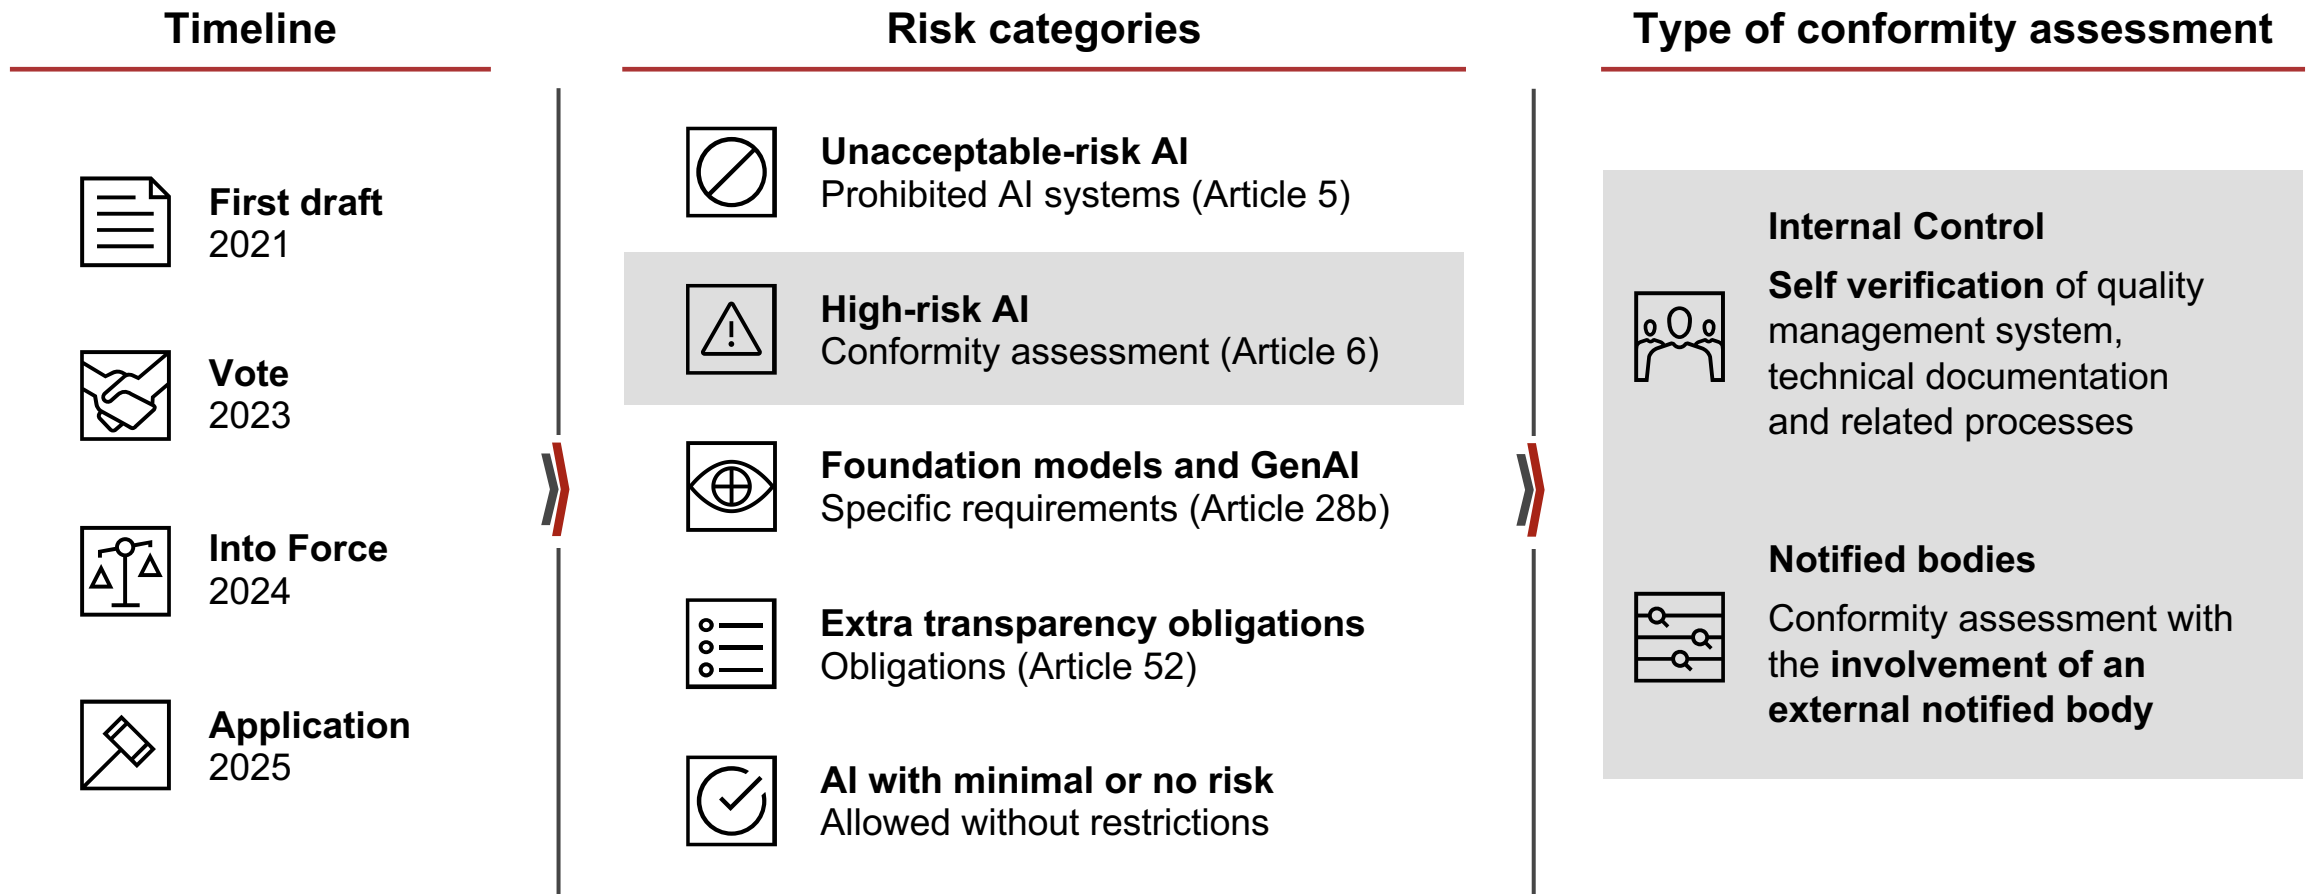 Timeline
First draft
2021
Vote
2023
Into Force
2024
Application
2025
Risk categories
Unacceptable-risk AI
Prohibited AI systems (Article 5)
High-risk AI
Conformity assessment (Article 6)
Foundation models and GenAI
Specific requirements (Article 28b)
Extra transparency obligations
Obligations (Article 52)
AI with minimal or no risk
Allowed without restrictions
Type of conformity assessment
Internal Control
Self verification of quality
management system,
technical documentation
and related processes
Notified bodies
Conformity assessment with
the involvement of an
external notified body